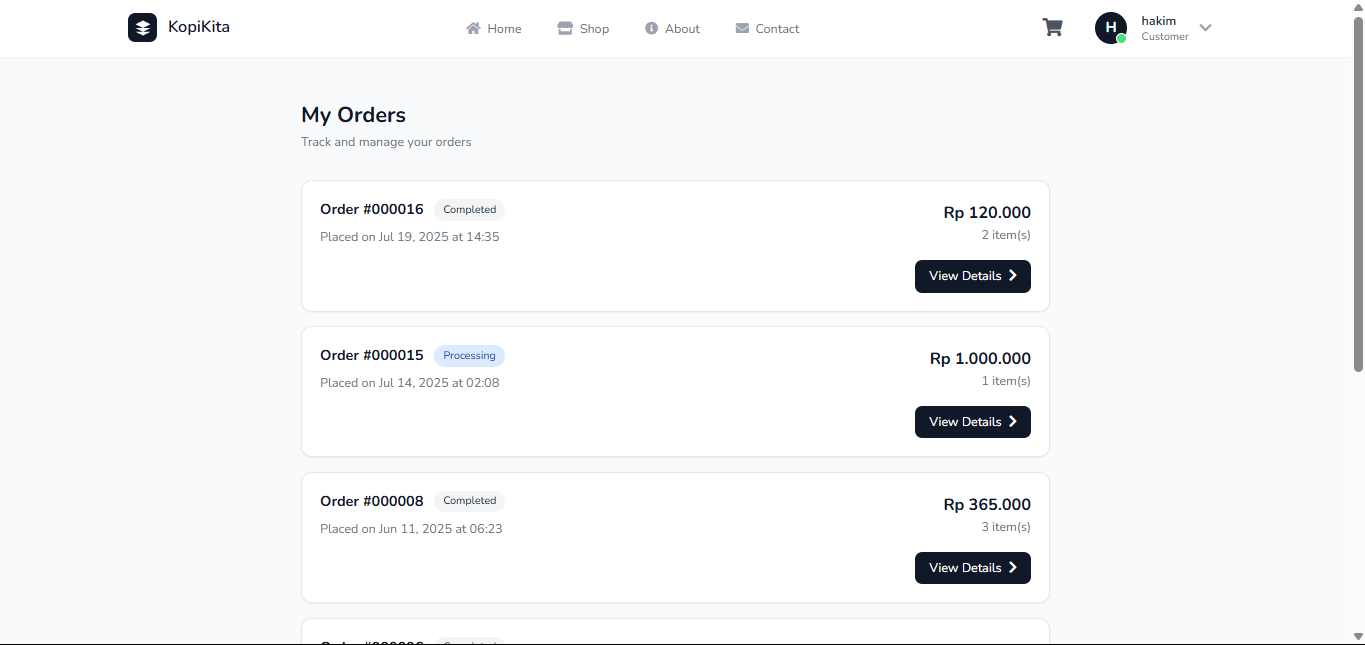 KopiKita
Home
Shop
About
Contact
H
hakim
Customer
My Orders
Track and manage your orders
Order #000016
Completed
Placed on Jul 19, 2025 at 14:35
Rp 120.000
2 item(s)
View Details
Order #000015
Processing
Placed on Jul 14, 2025 at 02:08
Rp 1.000.000
1 item(s)
View Details
Order #000008
Completed
Placed on Jun 11, 2025 at 06:23
Rp 365.000
3 item(s)
View Details